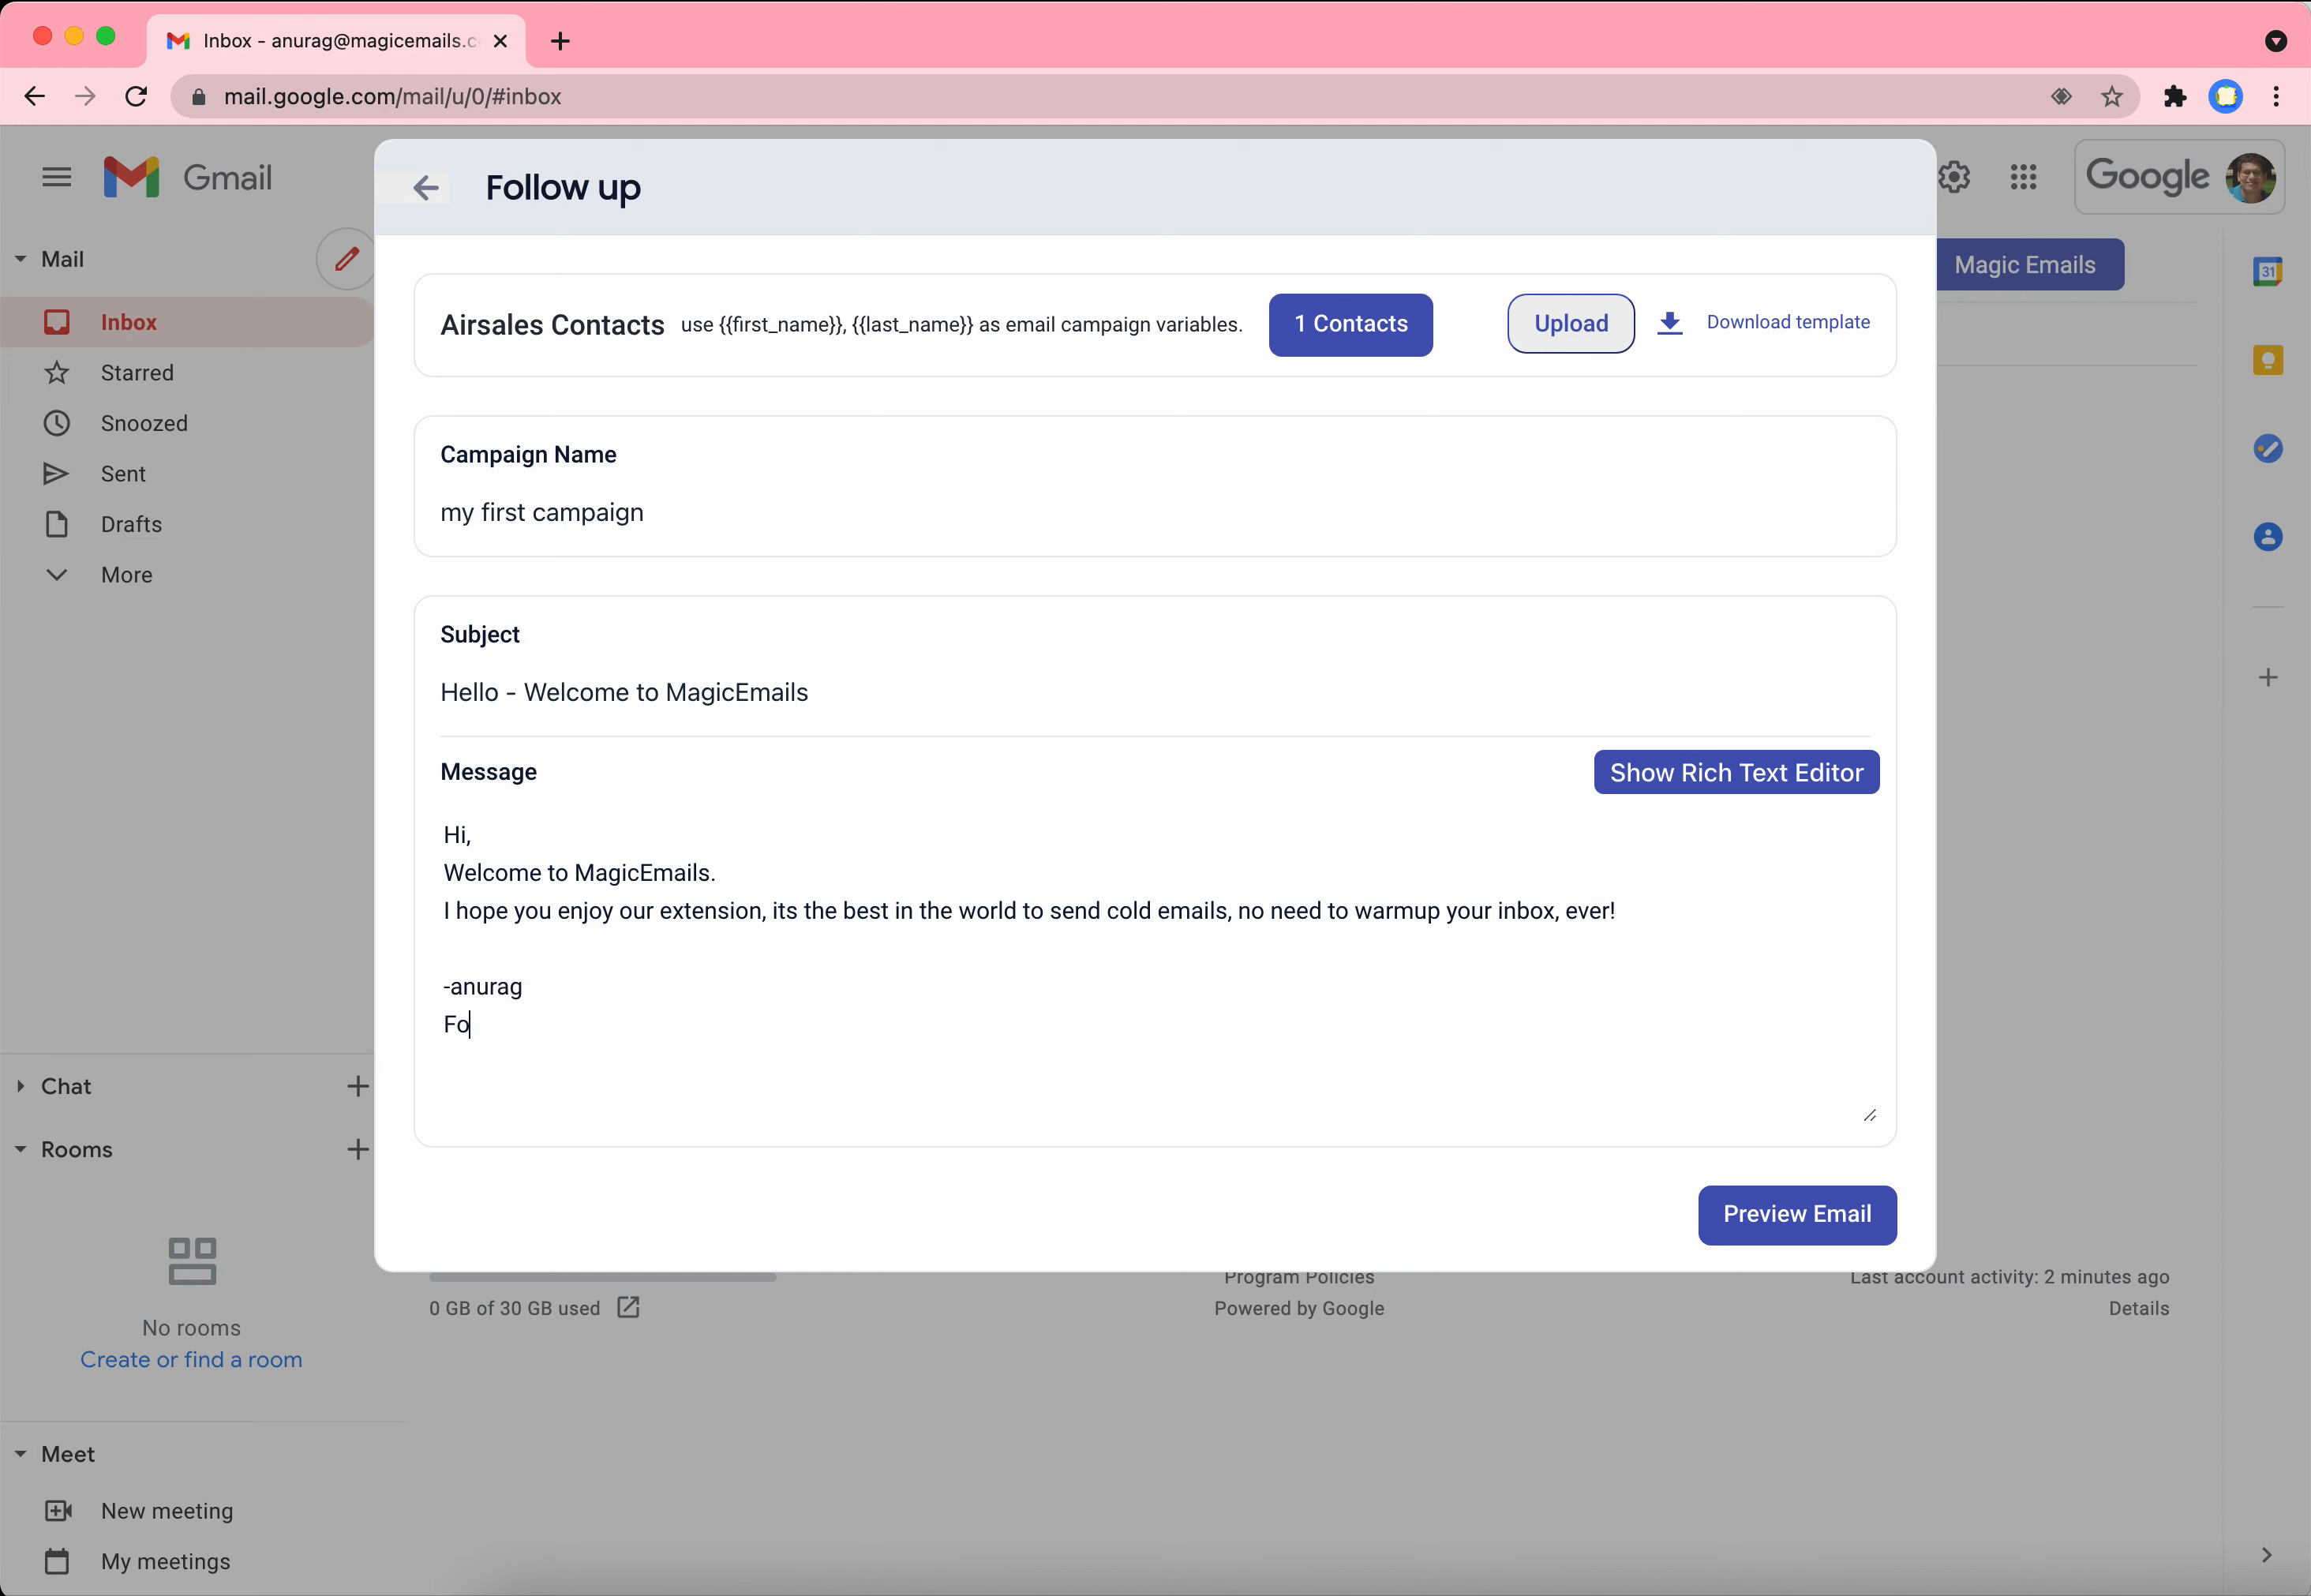 Inbox - anurag@magicemails.c
mail.google.com/mail/u/0/#inbox
Gmail
Google
Mail
Inbox
Starred
Snoozed
Sent
Drafts
More
Magic Emails
31
Follow up
Airsales Contacts use {{first_name}}, {{last_name}} as email campaign variables. 1 Contacts Upload Download template
Campaign Name
my first campaign
Subject
Hello - Welcome to MagicEmails
Message Show Rich Text Editor
Hi,
Welcome to MagicEmails.
I hope you enjoy our extension, its the best in the world to send cold emails, no need to warmup your inbox, ever!
-anurag
Fo
Preview Email
Chat
Rooms
No rooms
Create or find a room
Program Policies
Last account activity: 2 minutes ago
0 GB of 30 GB used
Powered by Google
Details
Meet
New meeting
My meetings